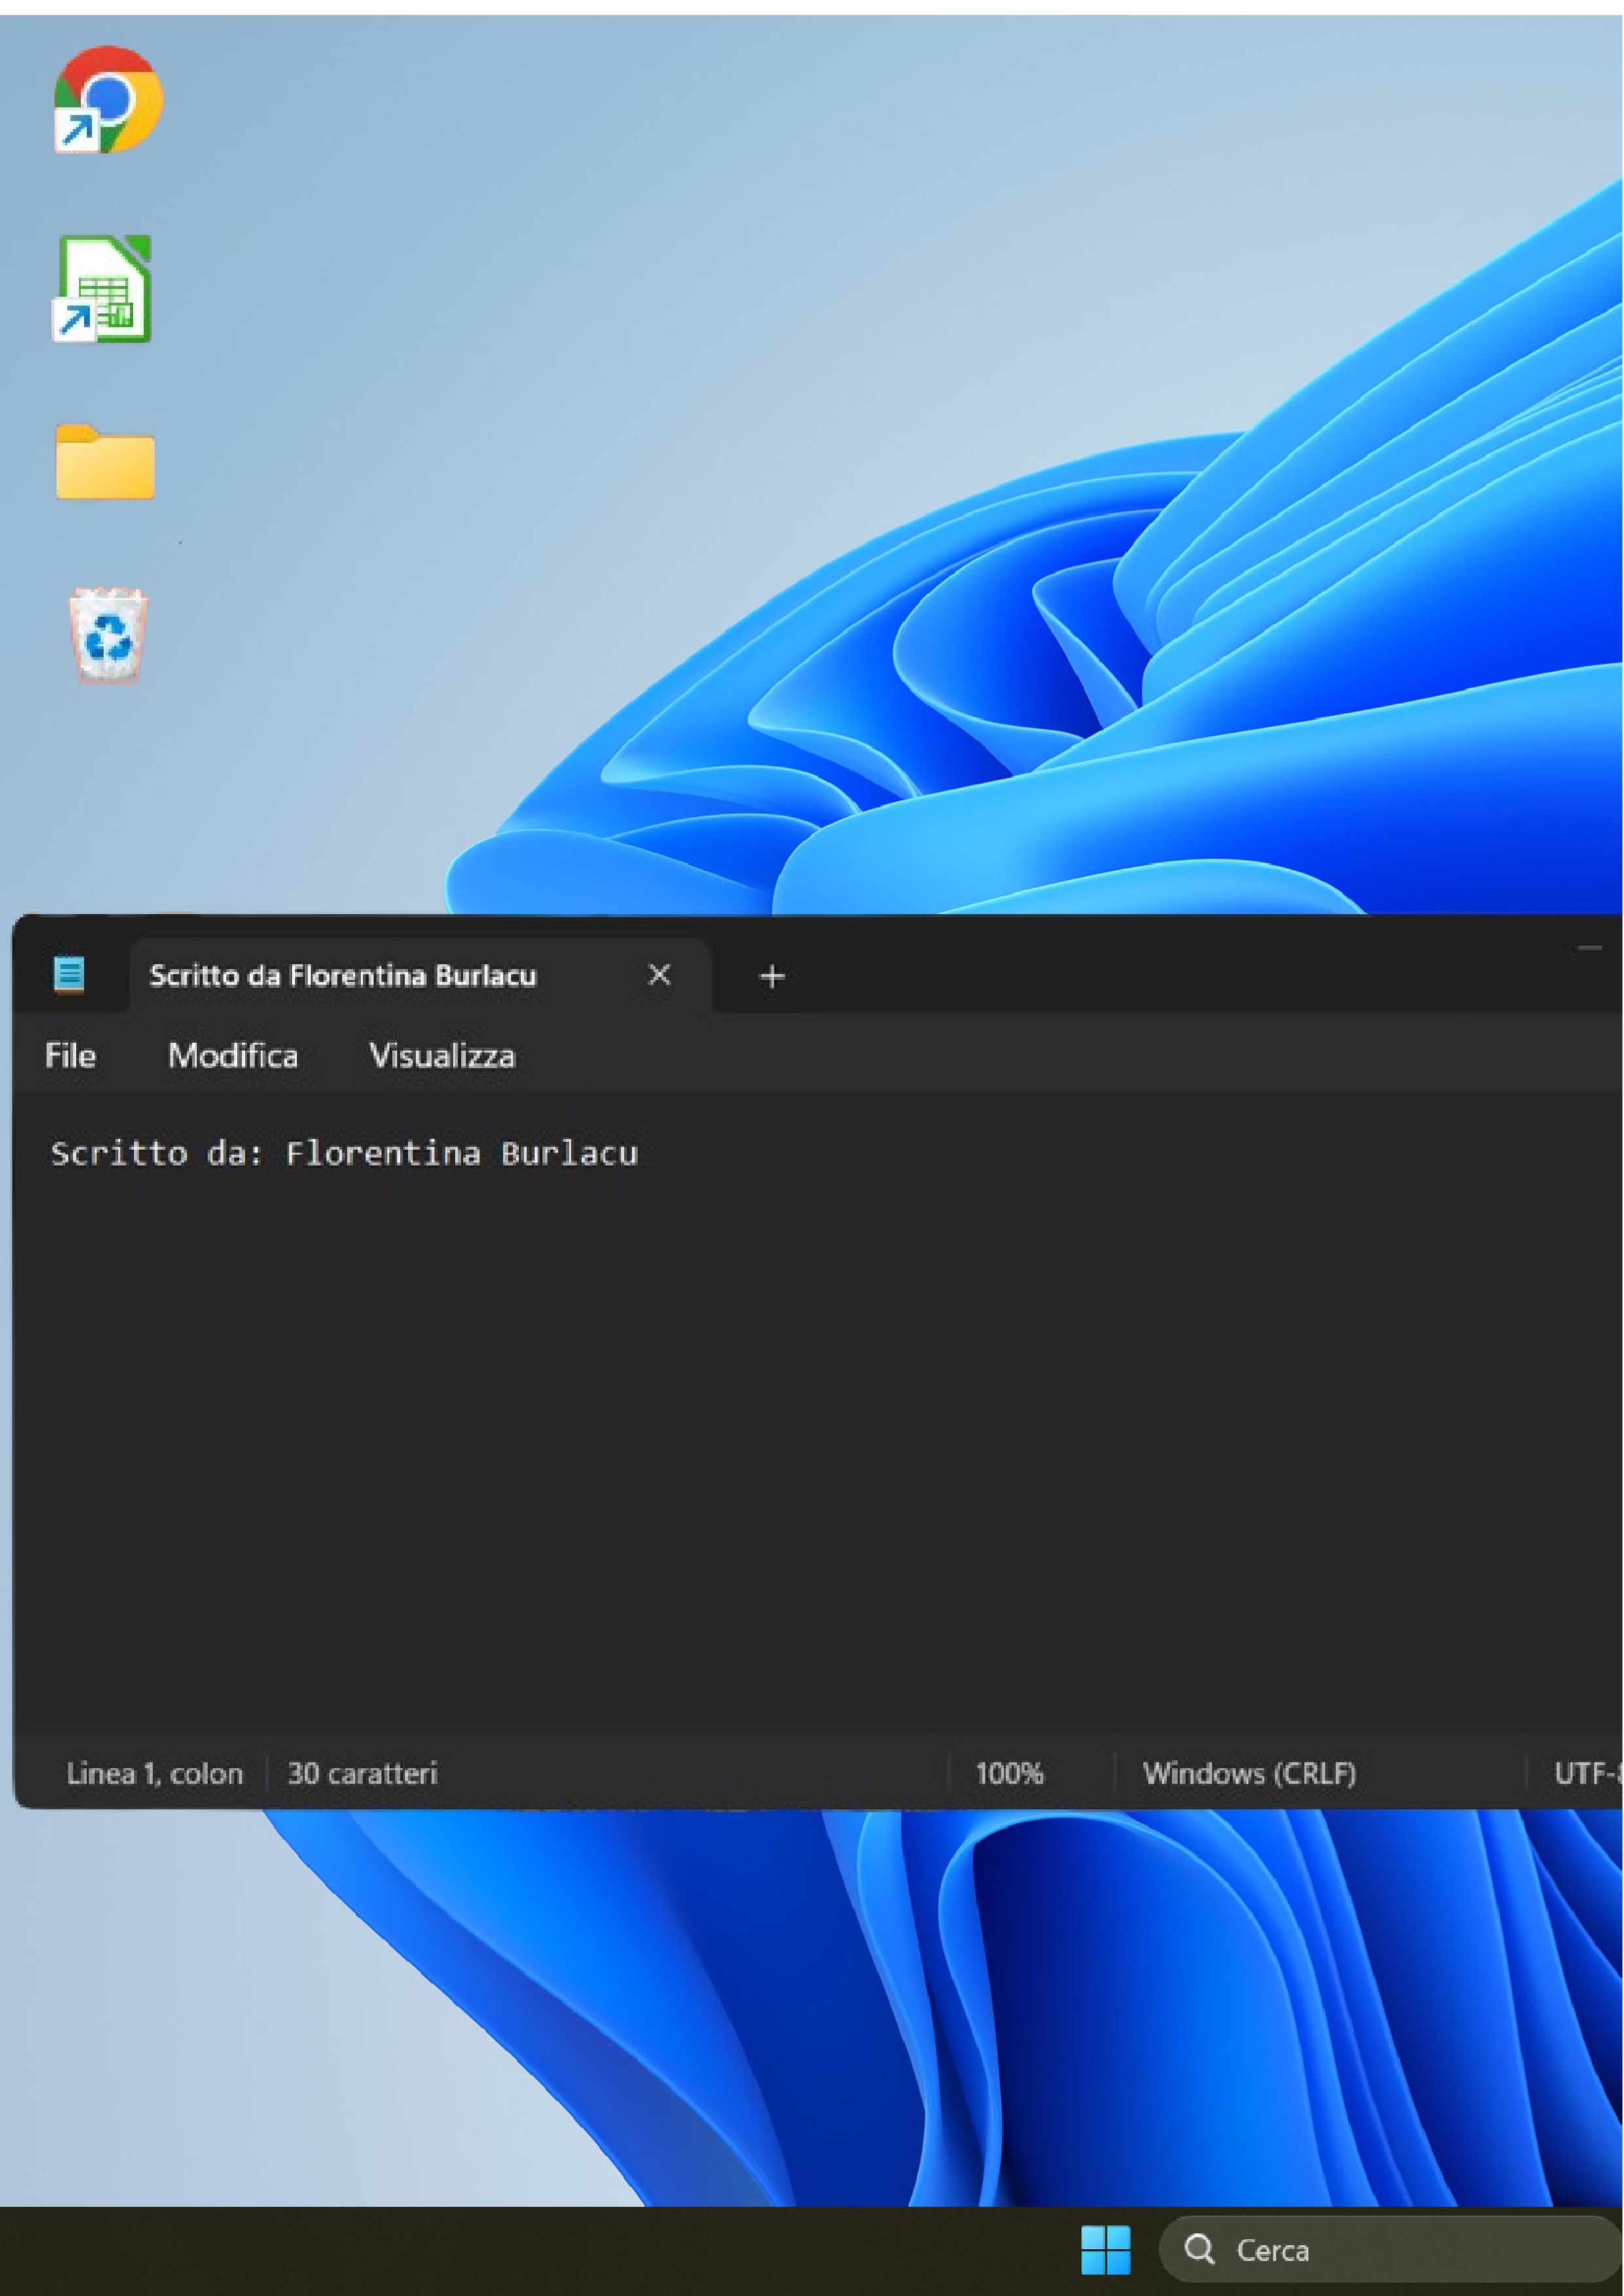 Scritto da Florentina Burlacu
File Modifica Visualizza
Scritto da: Florentina Burlacu
Linea 1, colon 30 caratteri 100% Windows (CRLF) UTF-8
Cerca